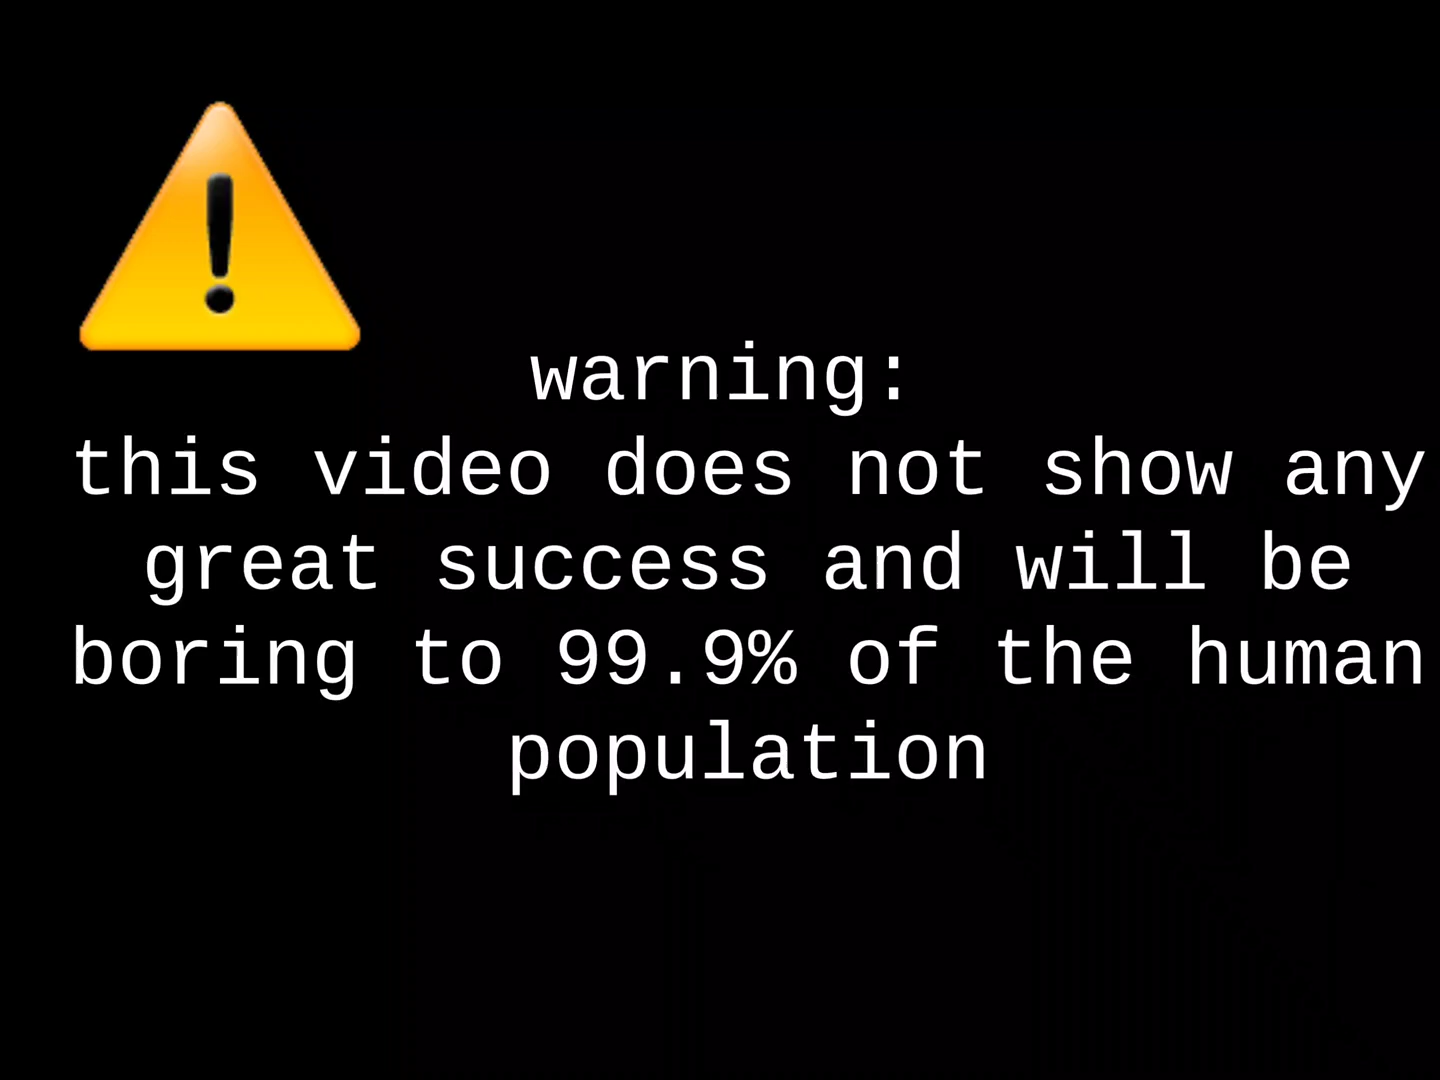 warning:
this video does not show any
great success and will be
boring to 99.9% of the human
population